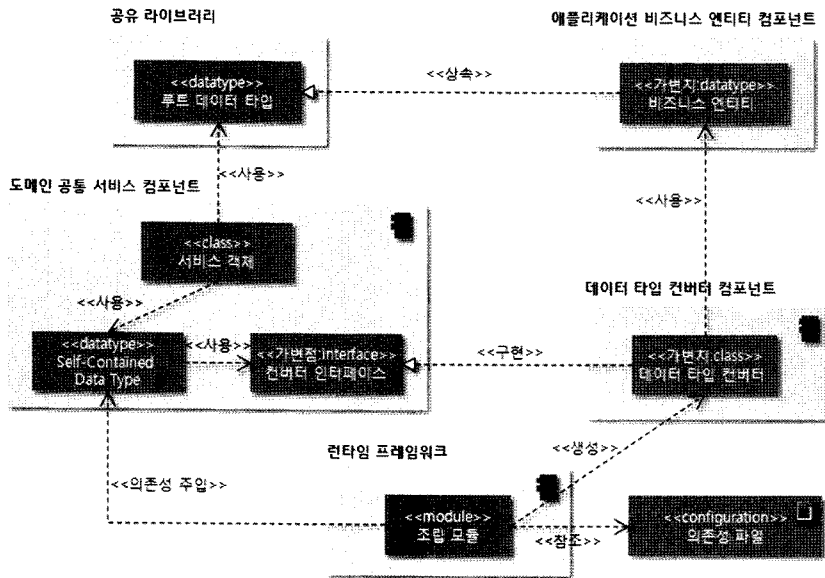 공유 라이브러리
애플리케이션 비즈니스 엔티티 컴포넌트
<<datatype>>
루트 데이터 타입
<<상속>>
<<가변치:datatype>>
비즈니스 엔티티
<<사용>>
도메인 공통 서비스 컴포넌트
<<사용>>
<<class>>
서비스 객체
데이터 타입 컨버터 컴포넌트
<<사용>>
<<datatype>>
Self-Contained
Data Type
<<사용>>
<<가변점:interface>>
컨버터 인터페이스
<<구현>>
<<가변치:class>>
데이터 타입 컨버터
런타임 프레임워크
<<생성>>
<<의존성 주입>>
<<module>>
조립 모듈
<<참조>>
<<configuration>>
의존성 파일